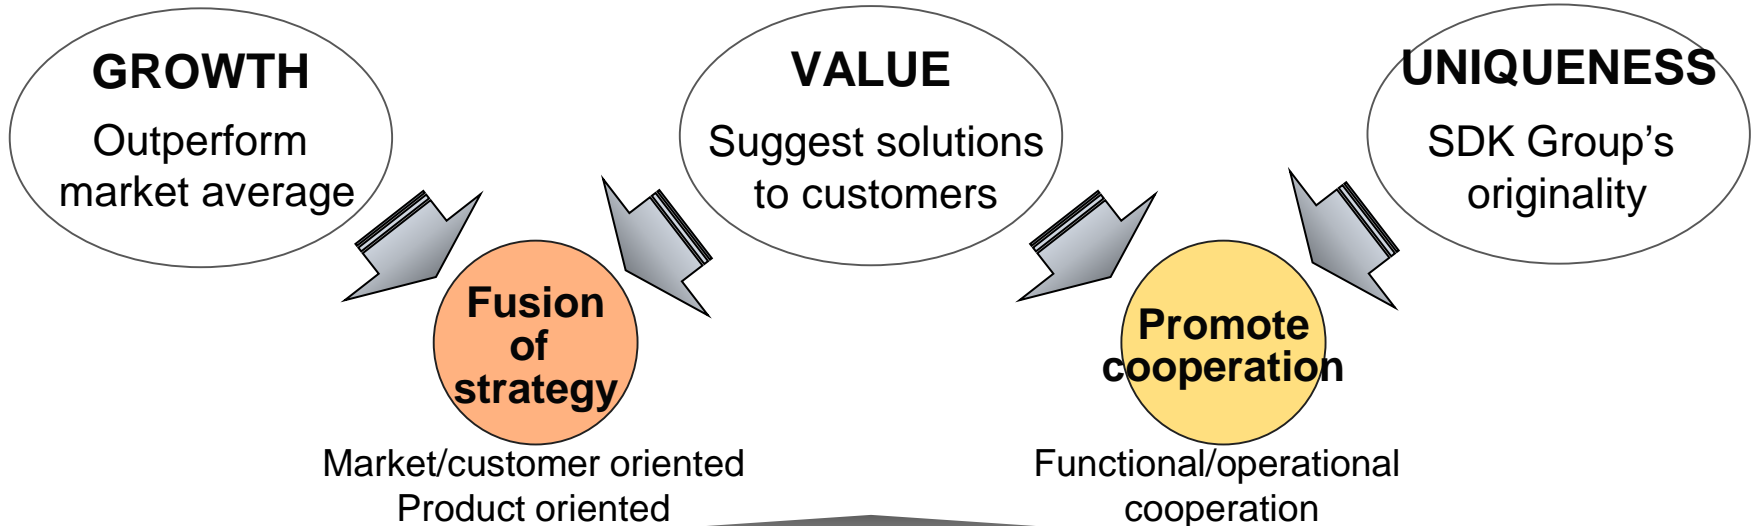 GROWTH
Outperform
market average
VALUE
Suggest solutions
to customers
UNIQUENESS
SDK Group's
originality
Fusion
of
strategy
Market/customer oriented
Product oriented
Promote
cooperation
Functional/operational
cooperation